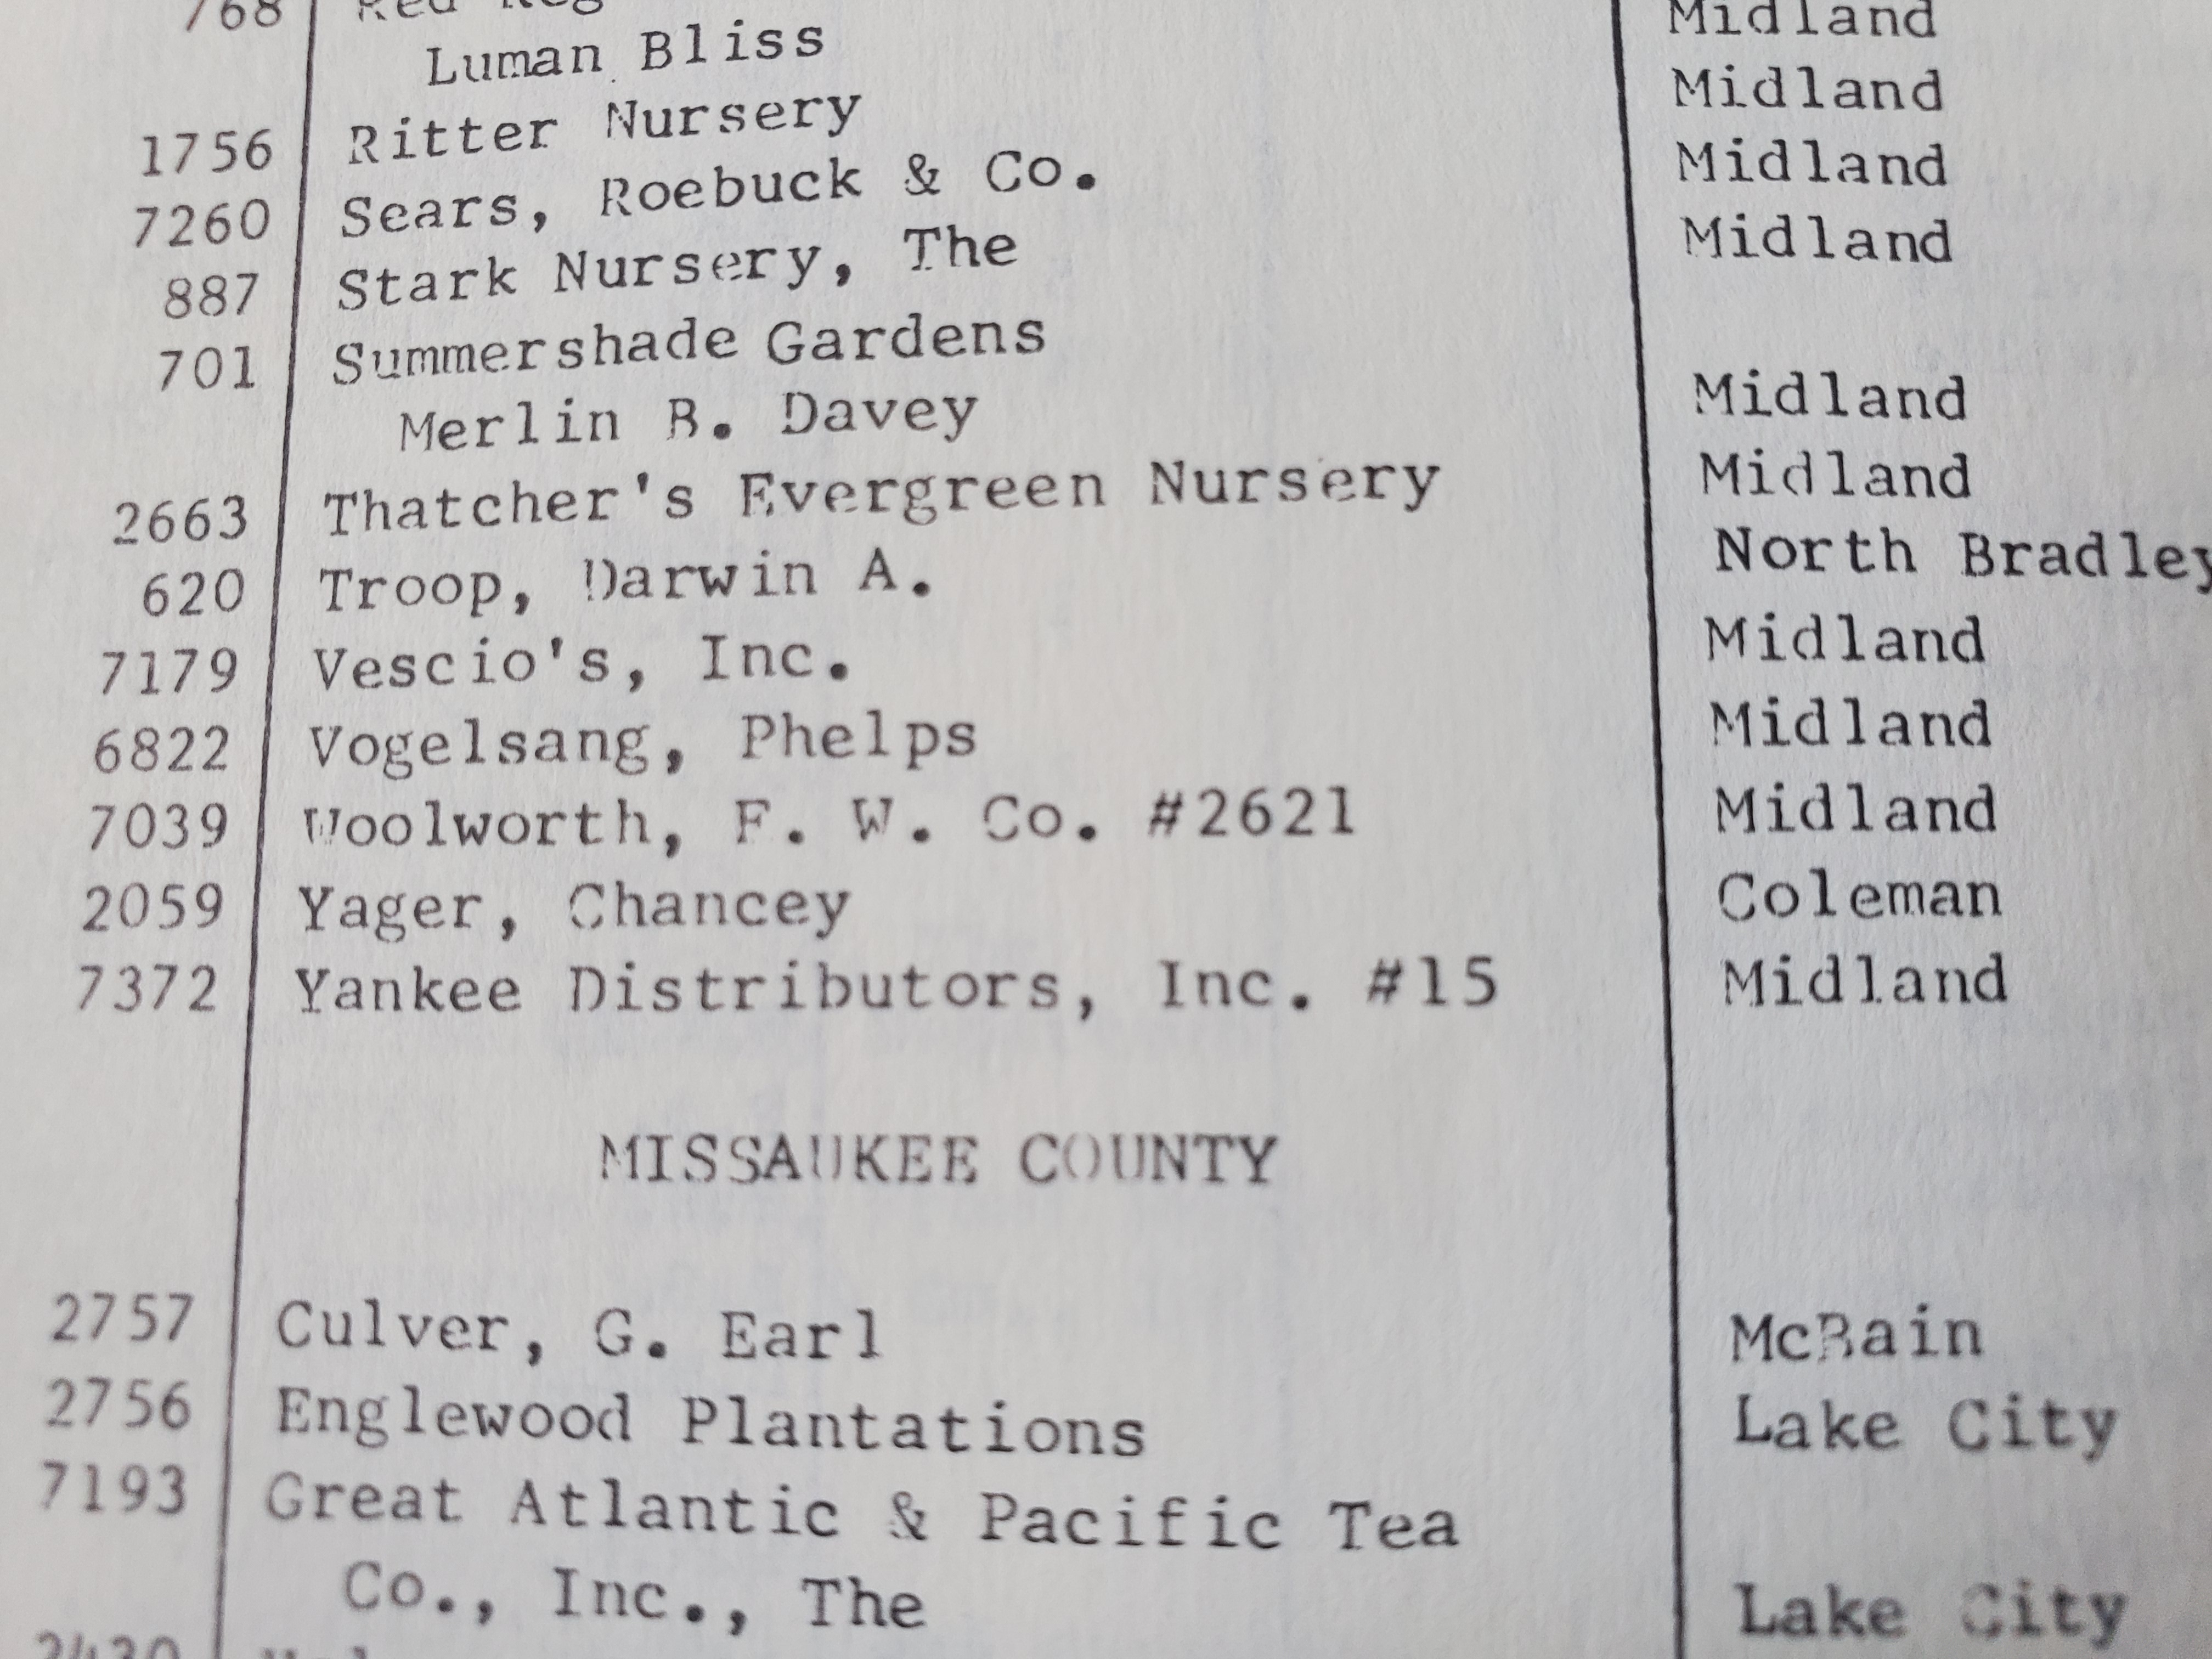 768
Luman Bliss Midland
1756 Ritter Nursery Midland
7260 Sears, Roebuck & Co. Midland
887 Stark Nursery, The Midland
701 Summershade Gardens
Merlin B. Davey Midland
2663 Thatcher's Evergreen Nursery Midland
620 Troop, Darwin A. North Bradley
7179 Vescio's, Inc. Midland
6822 Vogelsang, Phelps Midland
7039 Woolworth, F. W. Co. #2621 Midland
2059 Yager, Chancey Coleman
7372 Yankee Distributors, Inc. #15 Midland
MISSAUKEE COUNTY
2757 Culver, G. Earl McBain
2756 Englewood Plantations Lake City
7193 Great Atlantic & Pacific Tea
Co., Inc., The Lake City